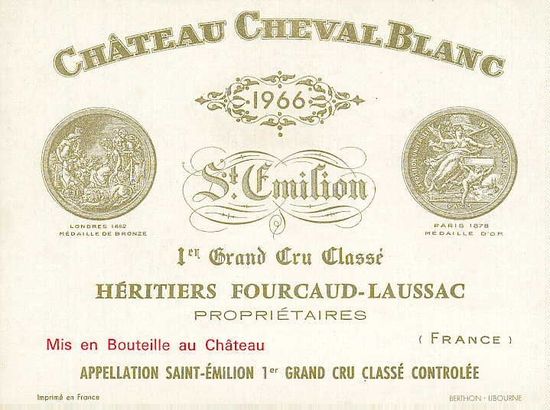 CHÂTEAU CHEVAL BLANC
1966
St. Emilion
LONDRES 1862
MÉDAILLE DE BRONZE
PARIS 1878
MÉDAILLE D'OR
1er Grand Cru Classé
HÉRITIERS FOURCAUD-LAUSSAC
PROPRIÉTAIRES
Mis en Bouteille au Château
( FRANCE )
APPELLATION SAINT-ÉMILION 1er GRAND CRU CLASSÉ CONTROLÉE
Imprimé en France
BERTHON - LIBOURNE